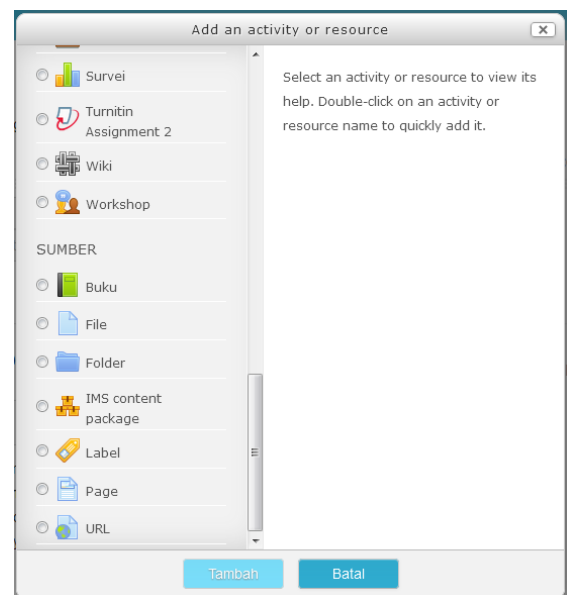 Add an activity or resource
Survei
Turnitin
Assignment 2
Wiki
Workshop
SUMBER
Buku
File
Folder
IMS content
package
Label
Page
URL
Select an activity or resource to view its
help. Double-click on an activity or
resource name to quickly add it.
Tambah
Batal